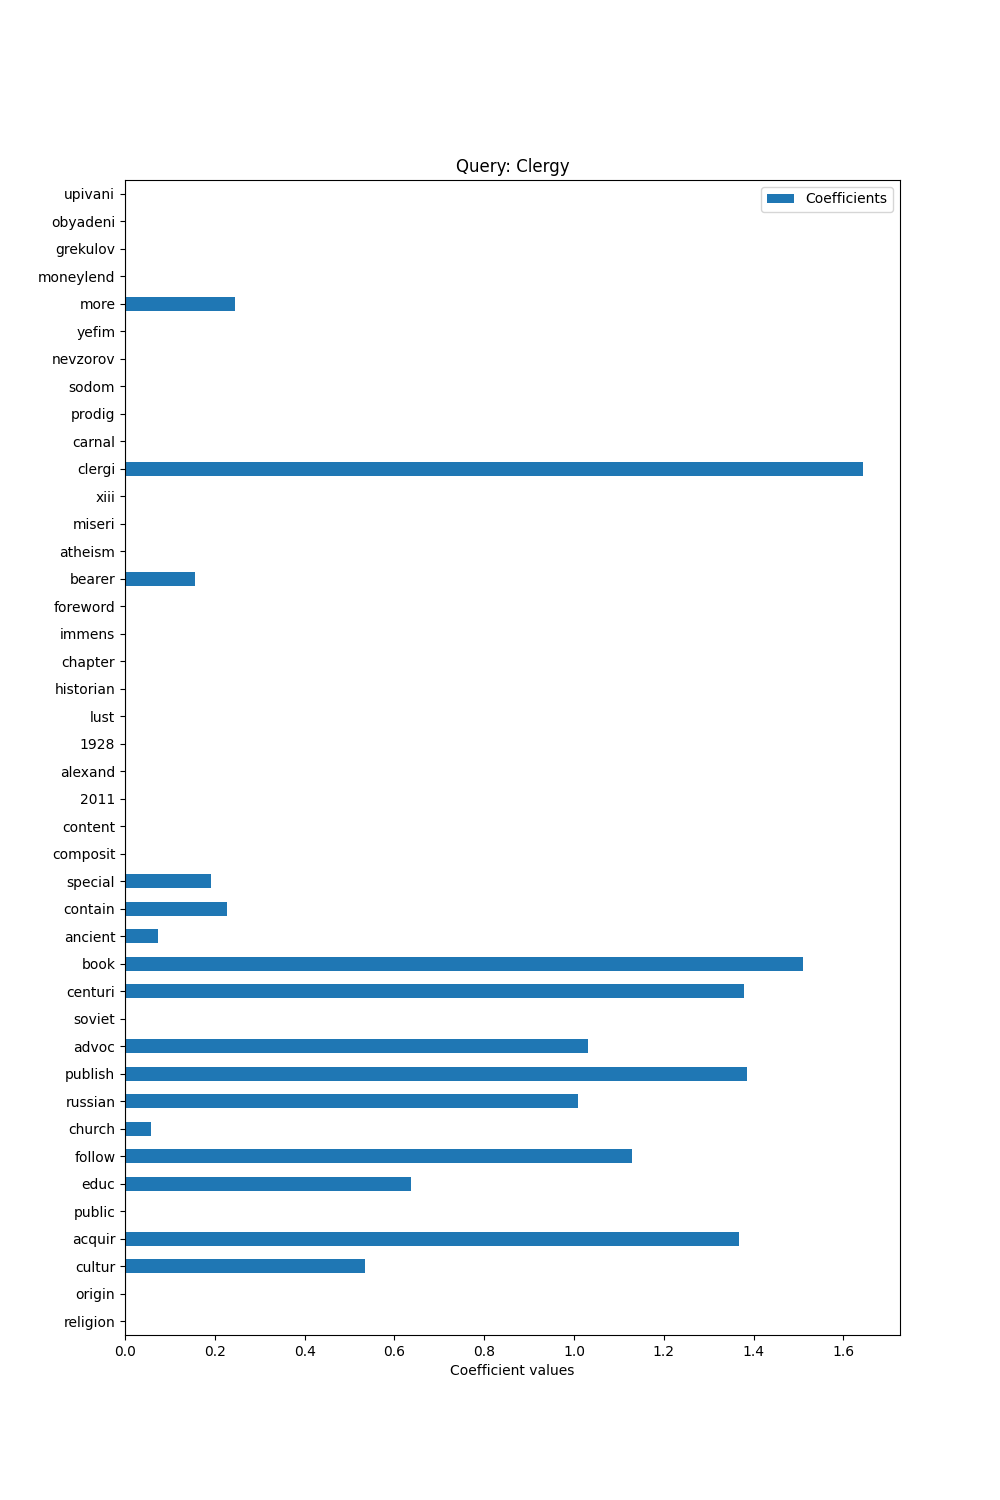 Query: Clergy
Coefficients
upivani
obyadeni
grekulov
moneylend
more
yefim
nevzorov
sodom
prodig
carnal
clergi
xiii
miseri
atheism
bearer
foreword
immens
chapter
historian
lust
1928
alexand
2011
content
composit
special
contain
ancient
book
centuri
soviet
advoc
publish
russian
church
follow
educ
public
acquir
cultur
origin
religion
0.0 0.2 0.4 0.6 0.8 1.0 1.2 1.4 1.6
Coefficient values